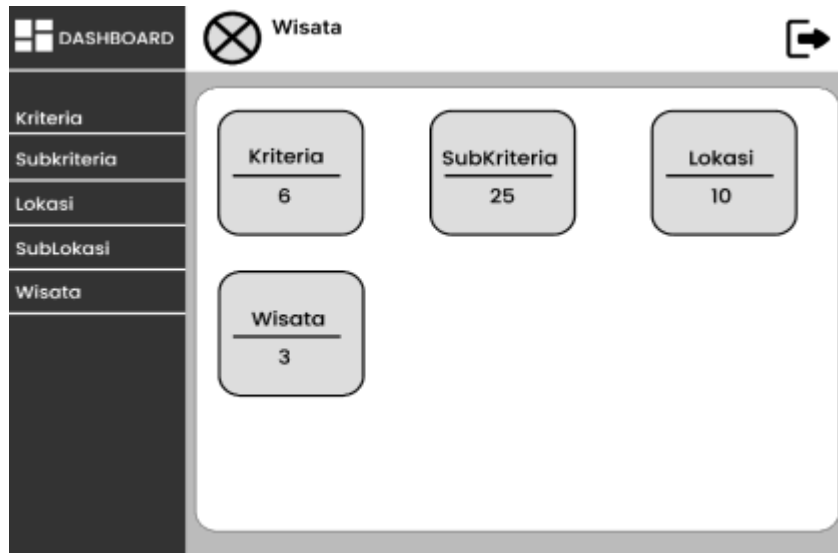 DASHBOARD
Wisata
Kriteria
Subkriteria
Lokasi
SubLokasi
Wisata
Kriteria
6
SubKriteria
25
Lokasi
10
Wisata
3